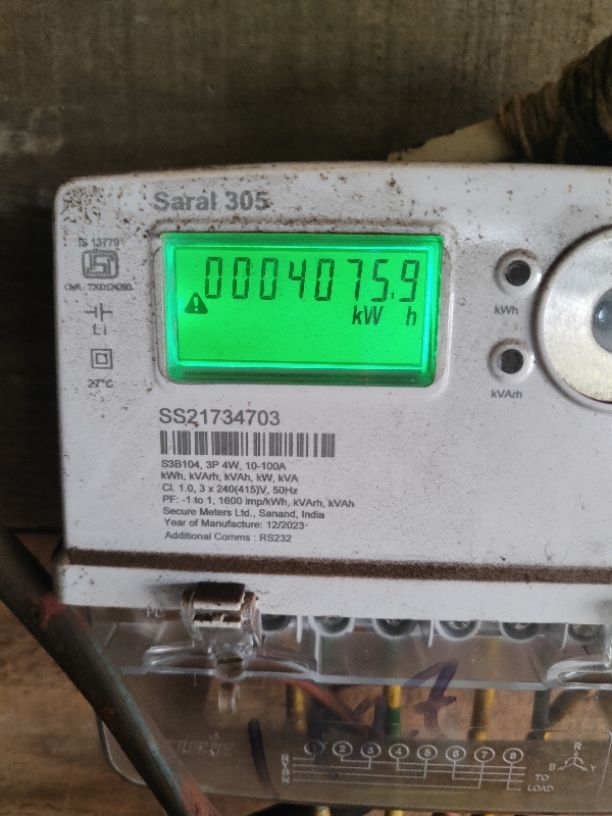 Saral 305
IS 13779
0004075.9
kW h
Li
27°C
kWh
kVArh
SS21734703
S3B104, 3P 4W, 10-100A
kWh, kVArh; kVAh, kW, kVA
Cl. 1.0, 3 x 240(415)V, 50Hz
PF: -1 to 1, 1600 imp/kWh, kVArh, kVAh
Secure Meters Ltd., Sanand, India
Year of Manufacture: 12/2023
Additional Comms : RS232
1 2 3 4 5 6 7 8
R
Y
B
N
R
B Y
TO
LOAD